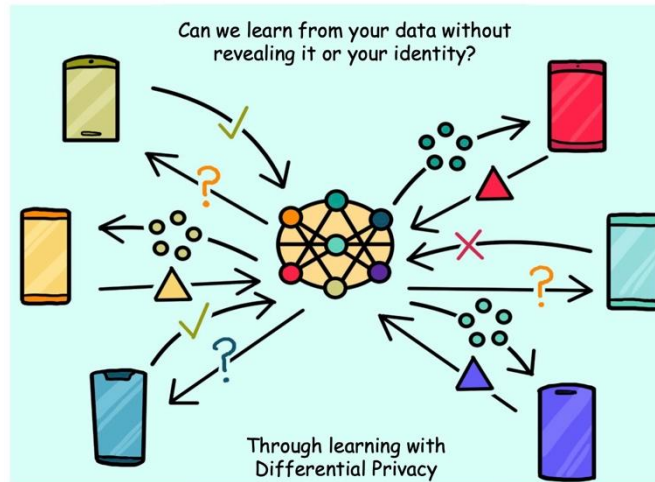 Can we learn from your data without
revealing it or your identity?
?
?
?
Through learning with
Differential Privacy